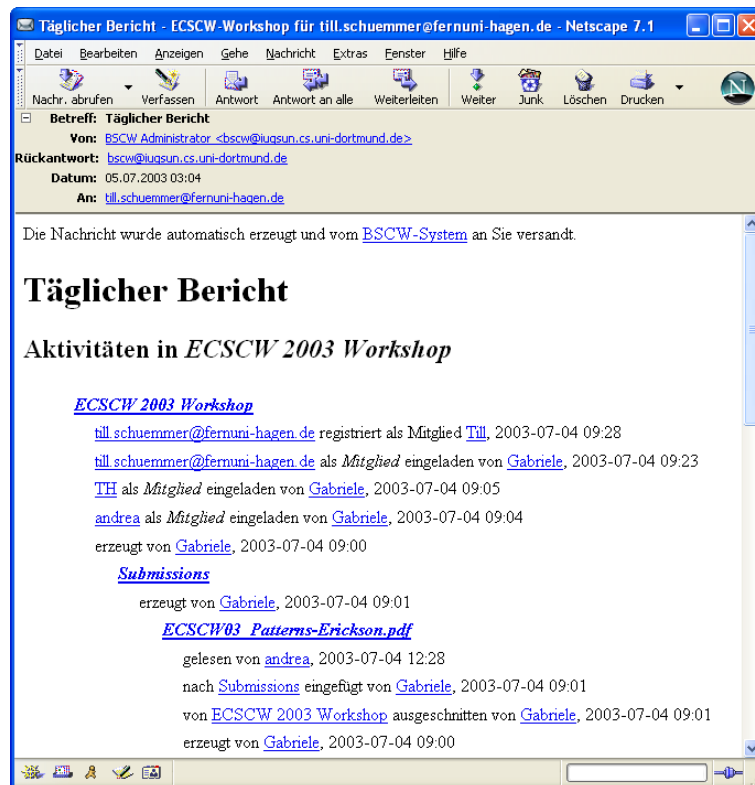 Täglicher Bericht - ECSCW-Workshop für till.schuemmer@fernuni-hagen.de - Netscape 7.1
Datei Bearbeiten Anzeigen Gehe Nachricht Extras Fenster Hilfe
Nachr. abrufen Verfassen Antwort Antwort an alle Weiterleiten Weiter Junk Löschen Drucken
N
Betreff: Täglicher Bericht
Von: BSCW Administrator <bscw@iugsun.cs.uni-dortmund.de>
Rückantwort: bscw@iugsun.cs.uni-dortmund.de
Datum: 05.07.2003 03:04
An: till.schuemmer@fernuni-hagen.de
Die Nachricht wurde automatisch erzeugt und vom BSCW-System an Sie versandt.
Täglicher Bericht
Aktivitäten in ECSCW 2003 Workshop
ECSCW 2003 Workshop
till.schuemmer@fernuni-hagen.de registriert als Mitglied Till, 2003-07-04 09:28
till.schuemmer@fernuni-hagen.de als Mitglied eingeladen von Gabriele, 2003-07-04 09:23
TH als Mitglied eingeladen von Gabriele, 2003-07-04 09:05
andrea als Mitglied eingeladen von Gabriele, 2003-07-04 09:04
erzeugt von Gabriele, 2003-07-04 09:00
Submissions
erzeugt von Gabriele, 2003-07-04 09:01
ECSCW03_Patterns-Erickson.pdf
gelesen von andrea, 2003-07-04 12:28
nach Submissions eingefügt von Gabriele, 2003-07-04 09:01
von ECSCW 2003 Workshop ausgeschnitten von Gabriele, 2003-07-04 09:01
erzeugt von Gabriele, 2003-07-04 09:00